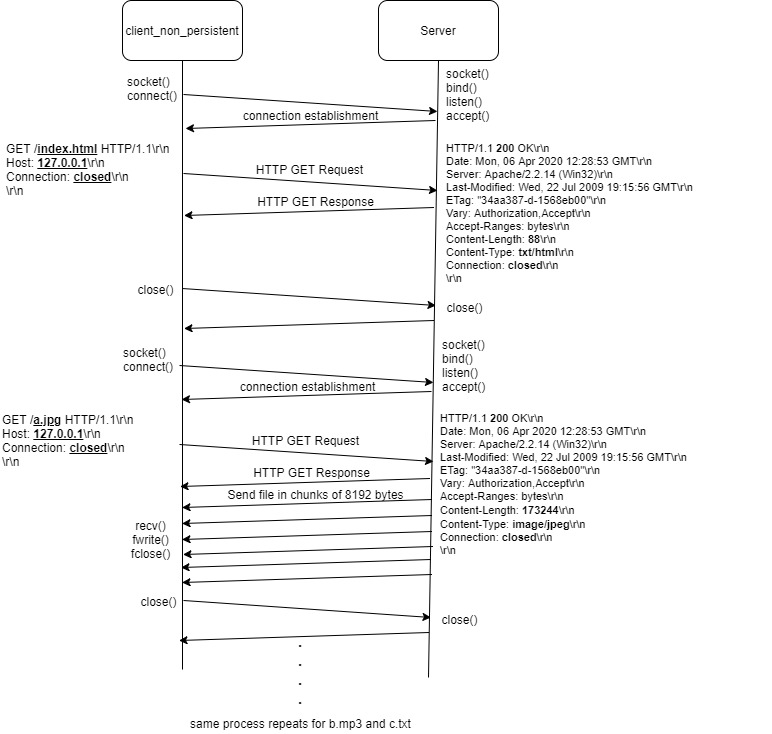 client_non_persistent
Server
socket()
connect()
socket()
bind()
listen()
accept()
connection establishment
GET /index.html HTTP/1.1\r\n
Host: 127.0.0.1\r\n
Connection: closed\r\n
\r\n
HTTP GET Request
HTTP GET Response
HTTP/1.1 200 OK\r\n
Date: Mon, 06 Apr 2020 12:28:53 GMT\r\n
Server: Apache/2.2.14 (Win32)\r\n
Last-Modified: Wed, 22 Jul 2009 19:15:56 GMT\r\n
ETag: "34aa387-d-1568eb00"\r\n
Vary: Authorization,Accept\r\n
Accept-Ranges: bytes\r\n
Content-Length: 88\r\n
Content-Type: txt/html\r\n
Connection: closed\r\n
\r\n
close()
close()
socket()
connect()
socket()
bind()
listen()
accept()
connection establishment
GET /a.jpg HTTP/1.1\r\n
Host: 127.0.0.1\r\n
Connection: closed\r\n
\r\n
HTTP GET Request
HTTP GET Response
Send file in chunks of 8192 bytes
HTTP/1.1 200 OK\r\n
Date: Mon, 06 Apr 2020 12:28:53 GMT\r\n
Server: Apache/2.2.14 (Win32)\r\n
Last-Modified: Wed, 22 Jul 2009 19:15:56 GMT\r\n
ETag: "34aa387-d-1568eb00"\r\n
Vary: Authorization,Accept\r\n
Accept-Ranges: bytes\r\n
Content-Length: 173244\r\n
Content-Type: image/jpeg\r\n
Connection: closed\r\n
\r\n
recv()
fwrite()
fclose()
close()
close()
same process repeats for b.mp3 and c.txt